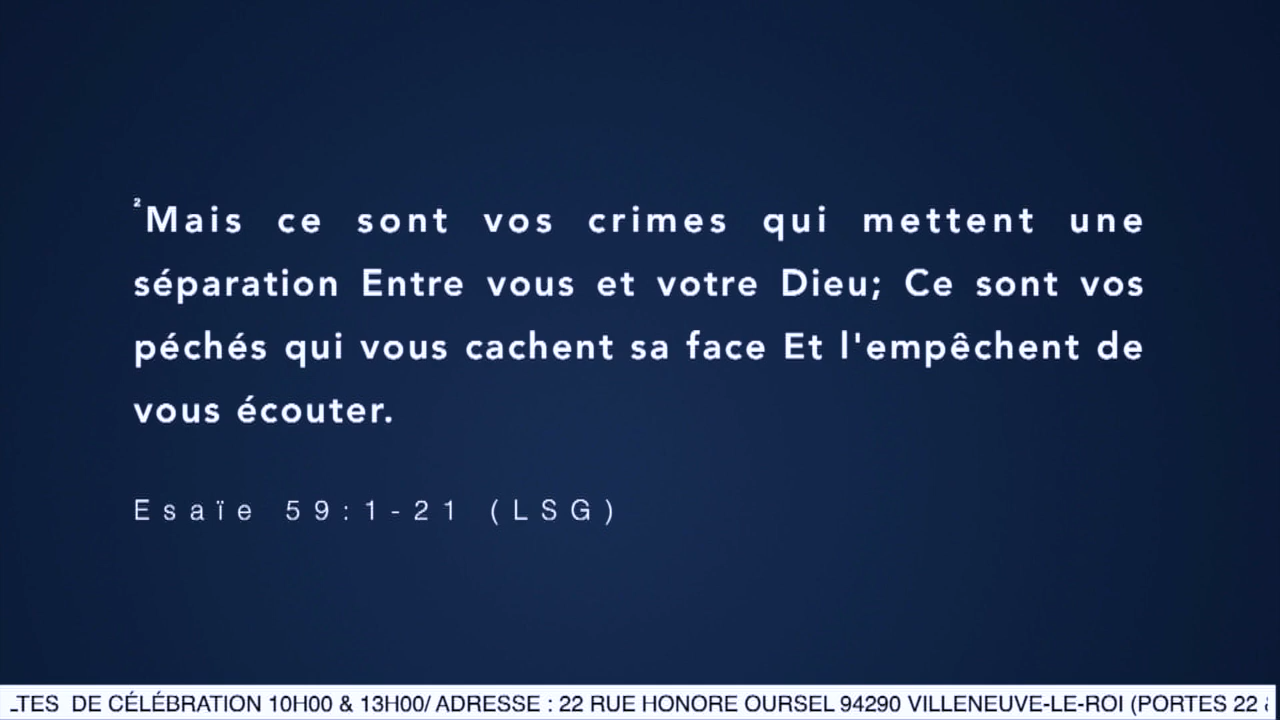 ²Mais ce sont vos crimes qui mettent une
séparation Entre vous et votre Dieu; Ce sont vos
péchés qui vous cachent sa face Et l'empêchent de
vous écouter.
Esaïe 59:1-21 (LSG)
TES DE CÉLÉBRATION 10H00 & 13H00/ ADRESSE : 22 RUE HONORE OURSEL 94290 VILLENEUVE-LE-ROI (PORTES 22